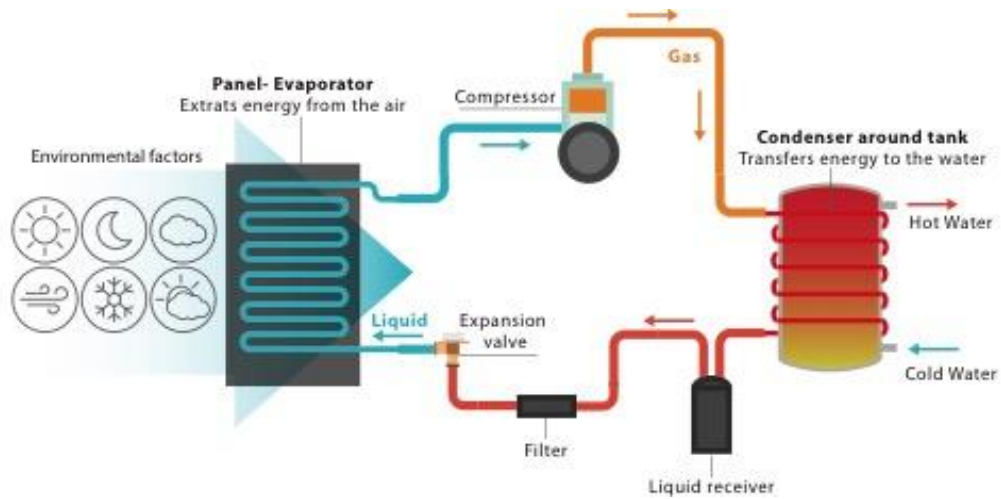 Panel- Evaporator
Extrats energy from the air
Environmental factors
Compressor
Gas
Condenser around tank
Transfers energy to the water
Hot Water
Liquid
Expansion
valve
Cold Water
Filter
Liquid receiver